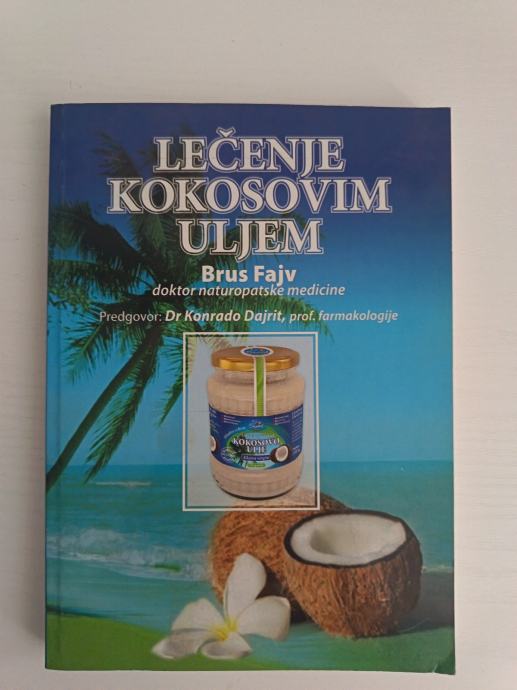 LEČENJE
KOKOSOVIM
ULJEM
Brus Fajv
doktor naturopatske medicine
Predgovor: Dr Konrado Dajrit, prof. farmakologije
KOKOSOVO
ULJE